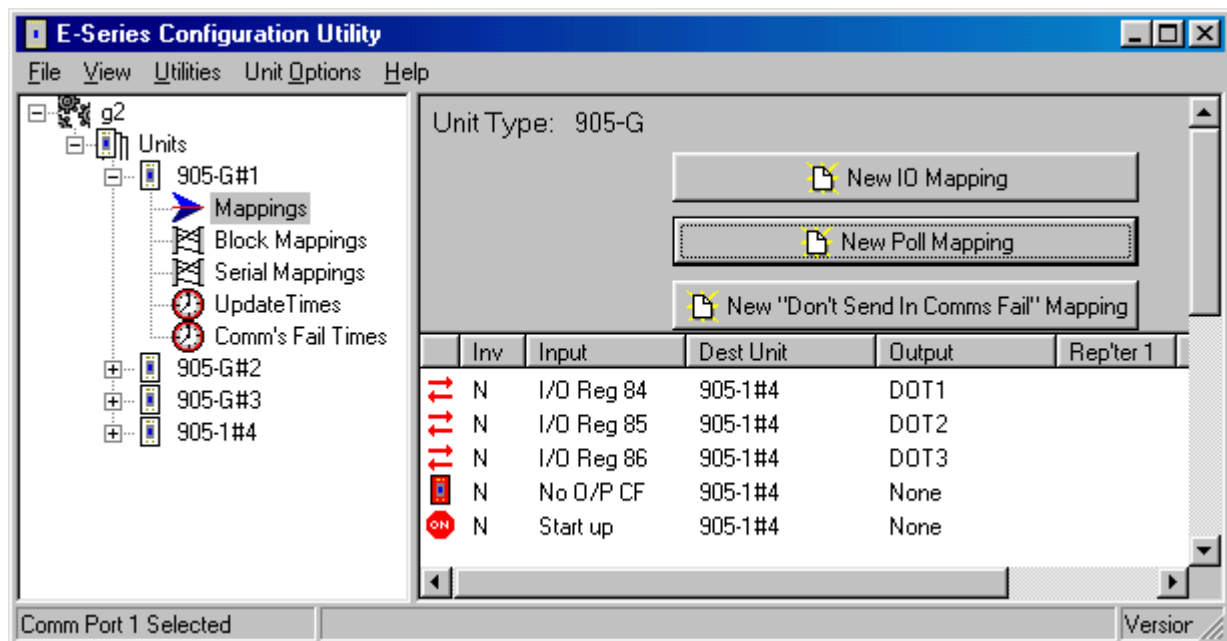 E-Series Configuration Utility
File View Utilities Unit Options Help
g2
Units
905-G#1
Mappings
Block Mappings
Serial Mappings
UpdateTimes
Comm's Fail Times
905-G#2
905-G#3
905-1#4
Unit Type: 905-G
New IO Mapping
New Poll Mapping
New "Don't Send In Comms Fail" Mapping
Inv Input Dest Unit Output Rep'ter 1
N I/O Reg 84 905-1#4 DOT1
N I/O Reg 85 905-1#4 DOT2
N I/O Reg 86 905-1#4 DOT3
N No O/P CF 905-1#4 None
ON N Start up 905-1#4 None
Comm Port 1 Selected
Version